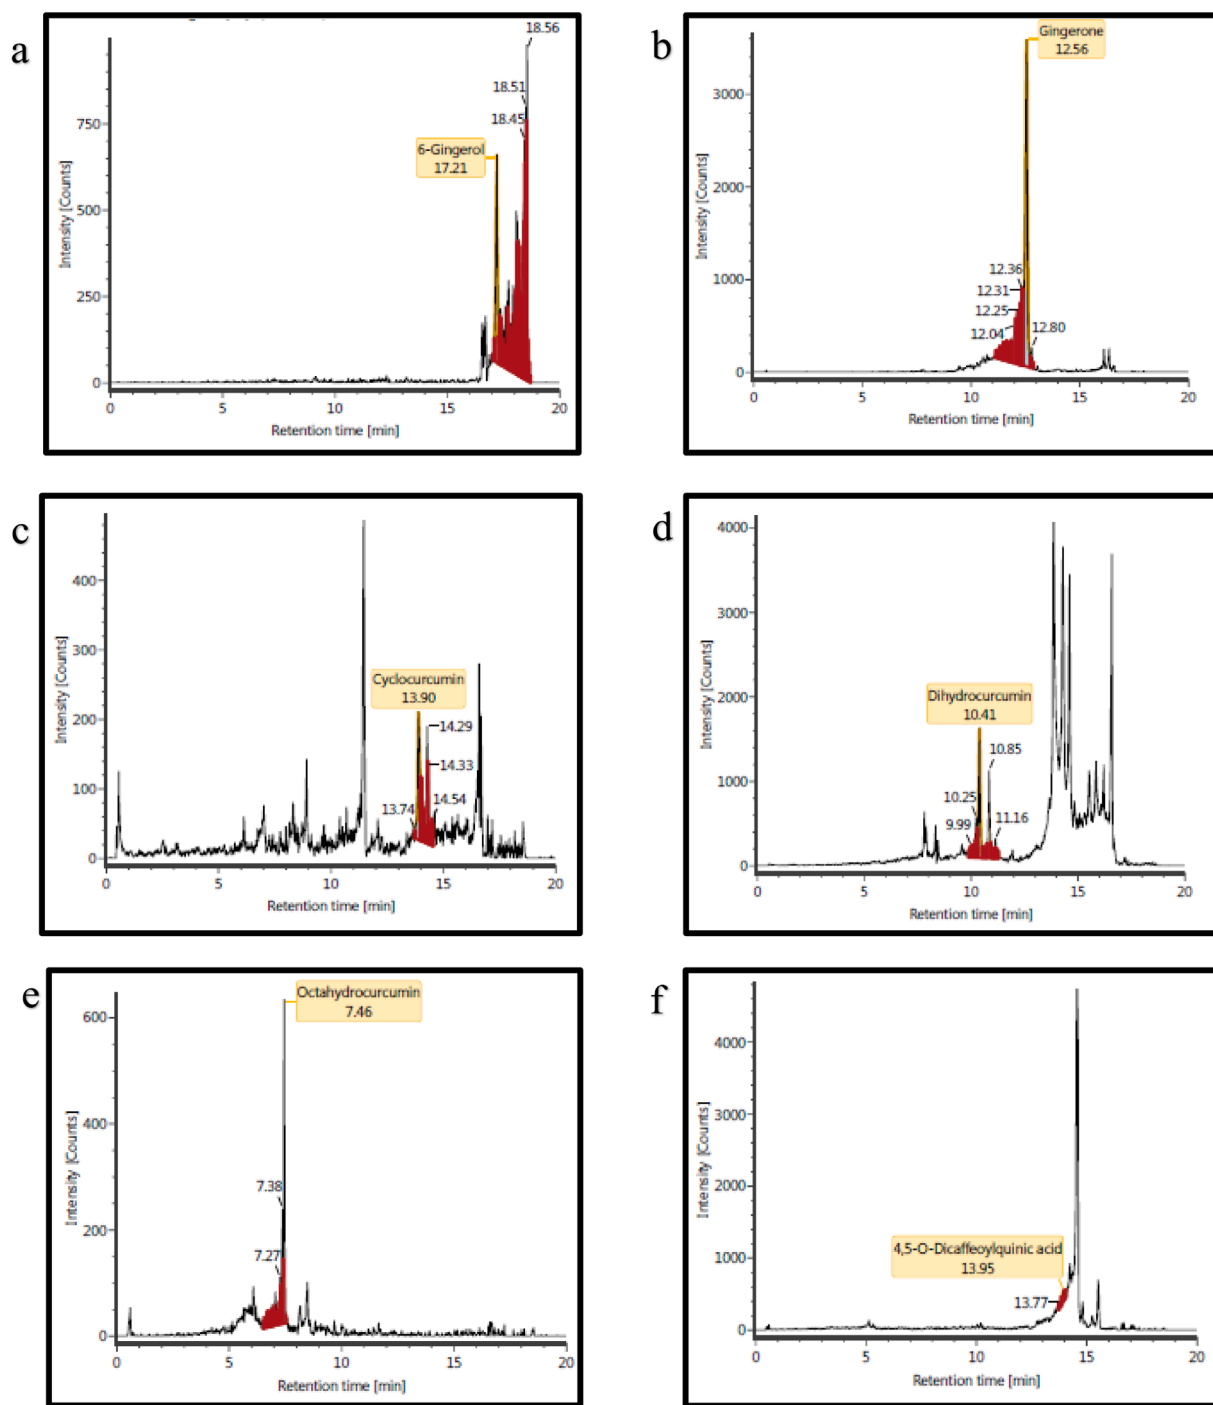 a
18.56
18.51
18.45
6-Gingerol
17.21
750
500
250
0
Intensity [Counts]
0 5 10 15 20
Retention time [min]
b
Gingerone
12.56
3000
2000
1000
0
Intensity [Counts]
12.36
12.31
12.25
12.04
12.80
0 5 10 15 20
Retention time [min]
c
400
300
200
100
0
Intensity [Counts]
Cyclocurcumin
13.90
14.29
14.33
14.54
13.74
0 5 10 15 20
Retention time [min]
d
4000
3000
2000
1000
0
Intensity [Counts]
Dihydrocurcumin
10.41
10.85
10.25
9.99
11.16
0 5 10 15 20
Retention time [min]
e
Octahydrocurcumin
7.46
600
400
200
0
Intensity [Counts]
7.38
7.27
0 5 10 15 20
Retention time [min]
f
4000
3000
2000
1000
0
Intensity [Counts]
4,5-O-Dicaffeoylquinic acid
13.95
13.77
0 5 10 15 20
Retention time [min]